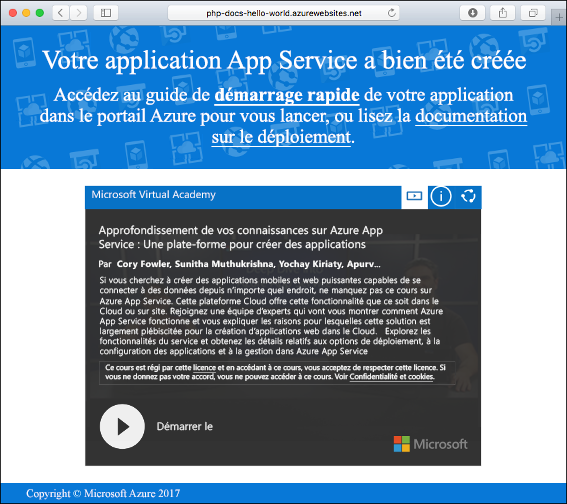 php-docs-hello-world.azurewebsites.net
Votre application App Service a bien été créée
Accédez au guide de démarrage rapide de votre application
dans le portail Azure pour vous lancer, ou lisez la documentation
sur le déploiement.
Microsoft Virtual Academy
Approfondissement de vos connaissances sur Azure App
Service : Une plate-forme pour créer des applications
Par Cory Fowler, Sunitha Muthukrishna, Yochay Kiriaty, Apurv...
Si vous cherchez à créer des applications mobiles et web puissantes capables de se
connecter à des données depuis n'importe quel endroit, ne manquez pas ce cours sur
Azure App Service. Cette plateforme Cloud offre cette fonctionnalité que ce soit dans le
Cloud ou sur site. Rejoignez une équipe d'experts qui vont vous montrer comment Azure
App Service fonctionne et vous expliquer les raisons pour lesquelles cette solution est
largement plébiscitée pour la création d'applications web dans le Cloud. Explorez les
fonctionnalités du service et obtenez les détails relatifs aux options de déploiement, à la
configuration des applications et à la gestion dans Azure App Service
Ce cours est régi par cette licence et en accédant à ce cours, vous acceptez de respecter cette licence. Si
vous ne donnez pas votre accord, vous ne pouvez accéder à ce cours. Voir Confidentialité et cookies.
Démarrer le
Microsoft
Copyright © Microsoft Azure 2017